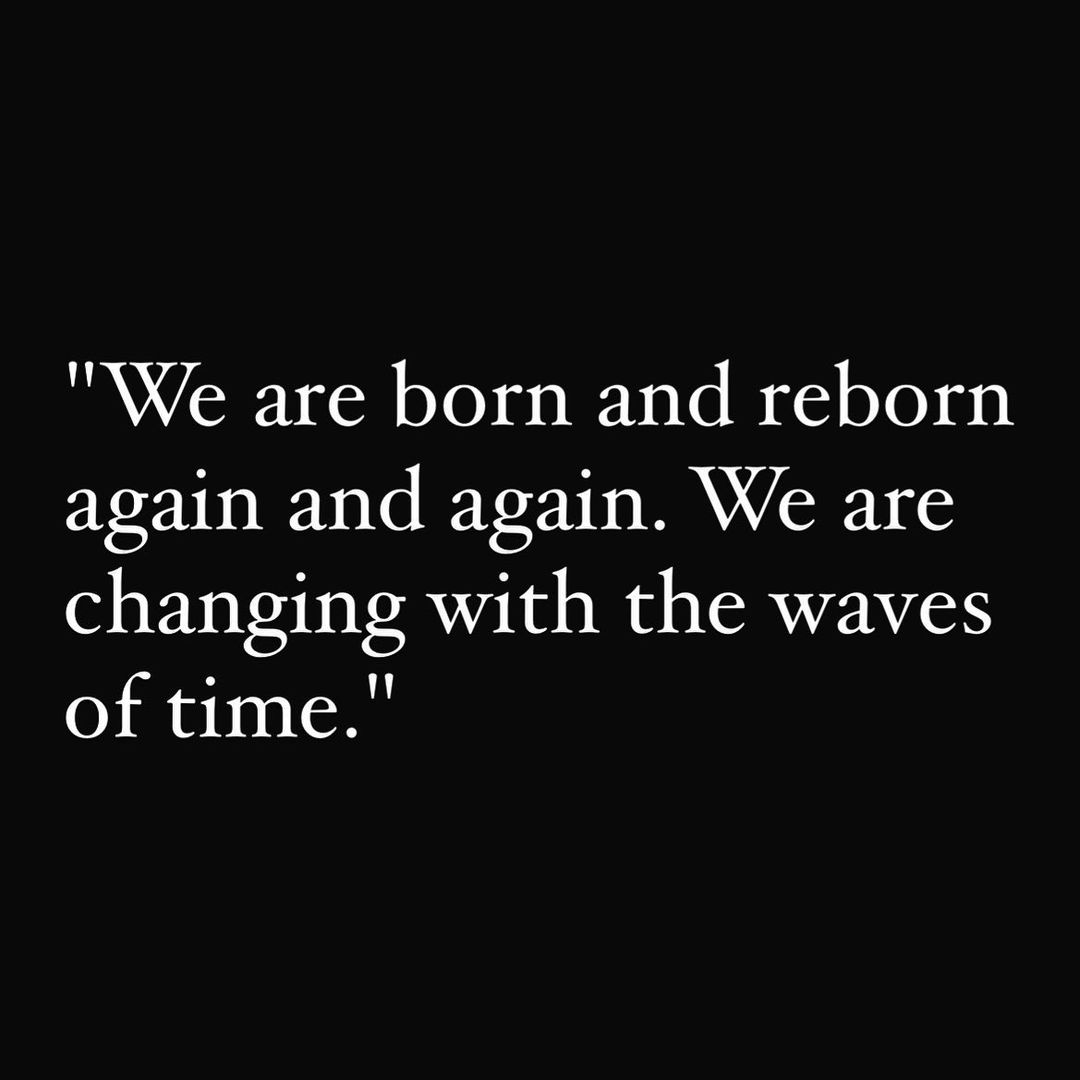 "We are born and reborn
again and again. We are
changing with the waves
of time."